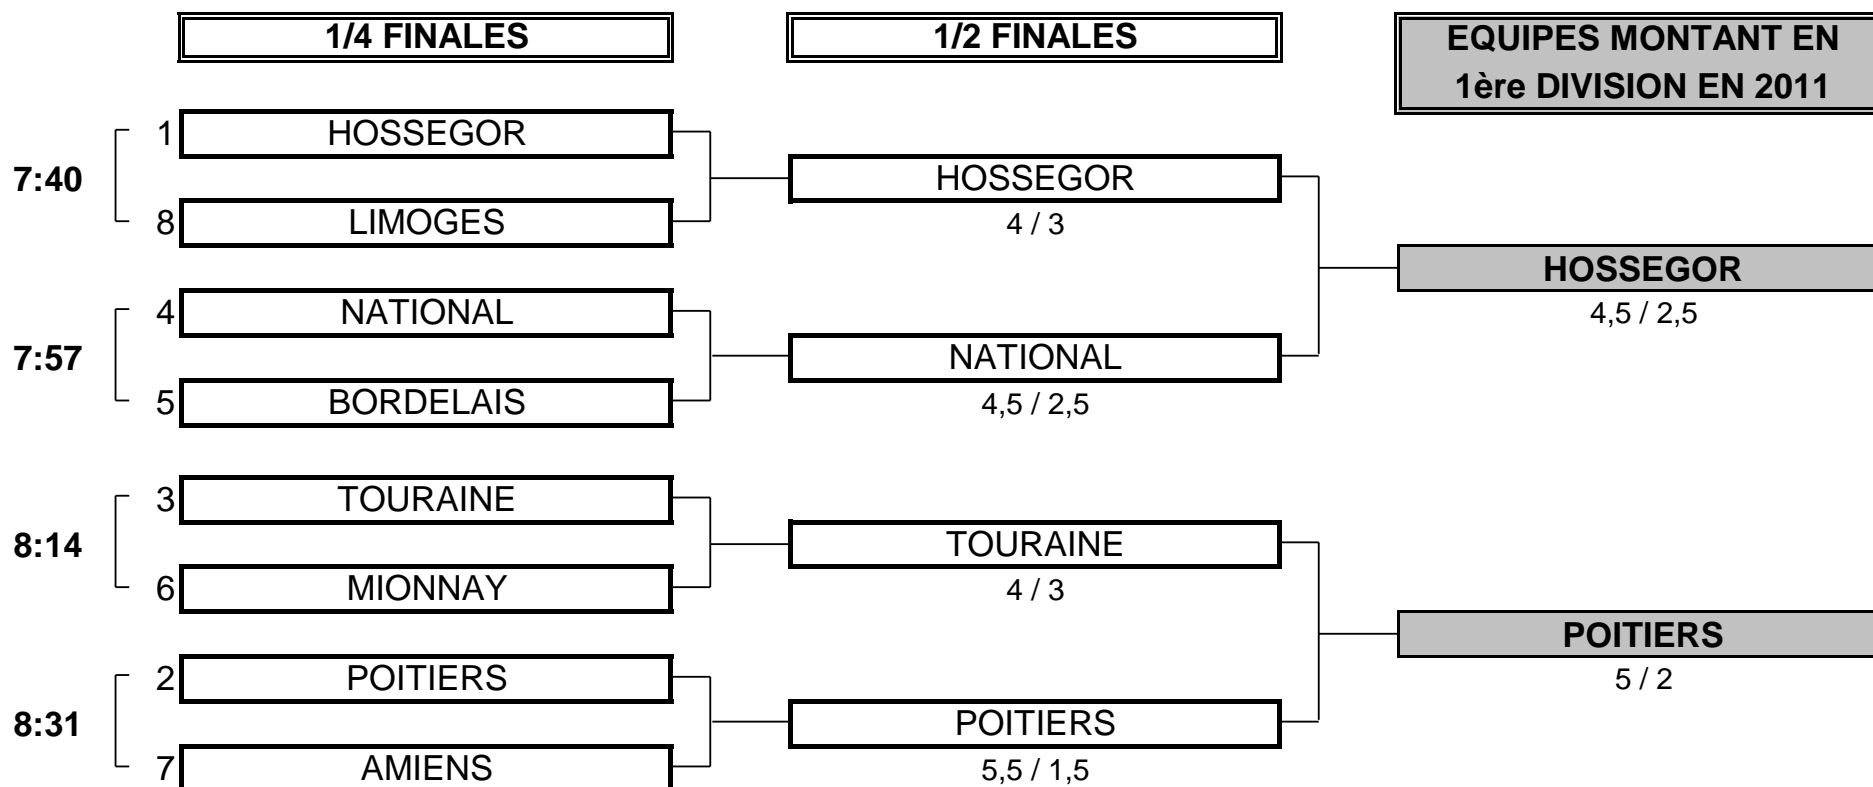 1/4 FINALES
1/2 FINALES
EQUIPES MONTANT EN
1ère DIVISION EN 2011
1 HOSSEGOR
7:40
HOSSEGOR
8 LIMOGES
4 / 3
HOSSEGOR
4 NATIONAL
4,5 / 2,5
7:57
NATIONAL
5 BORDELAIS
4,5 / 2,5
3 TOURAINE
8:14
TOURAINE
6 MIONNAY
4 / 3
POITIERS
2 POITIERS
5 / 2
8:31
POITIERS
7 AMIENS
5,5 / 1,5